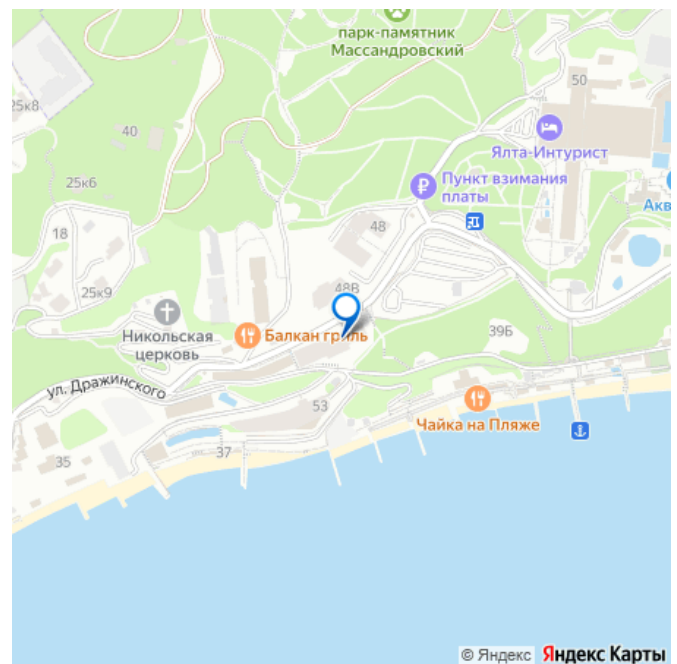 парк-памятник
Массандровский
25к8
40
50
Ялта-Интурист
25к6
₽
Пункт взимания
платы
Акв
18
48
25к9
48В
Никольская
церковь
Балкан гриль
39Б
ул. Дражинского
53
Чайка на Пляже
35
37
© Яндекс Яндекс Карты